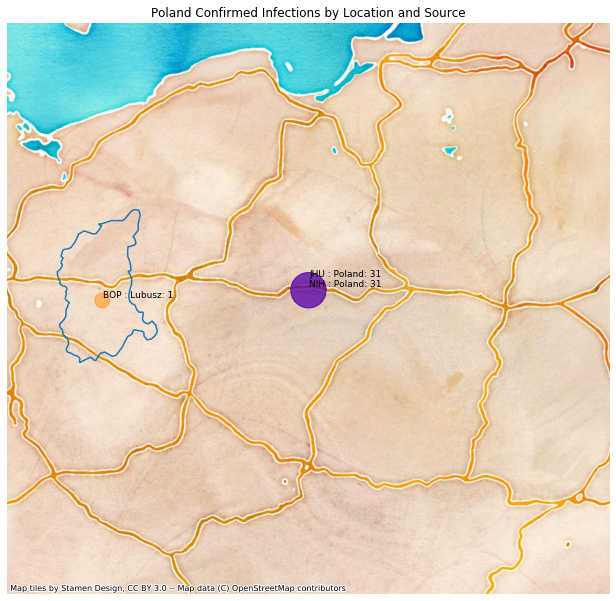 Poland Confirmed Infections by Location and Source
JHU : Poland: 31
NIH : Poland: 31
BOP : Lubusz: 1
Map tiles by Stamen Design, CC BY 3.0 -- Map data (C) OpenStreetMap contributors